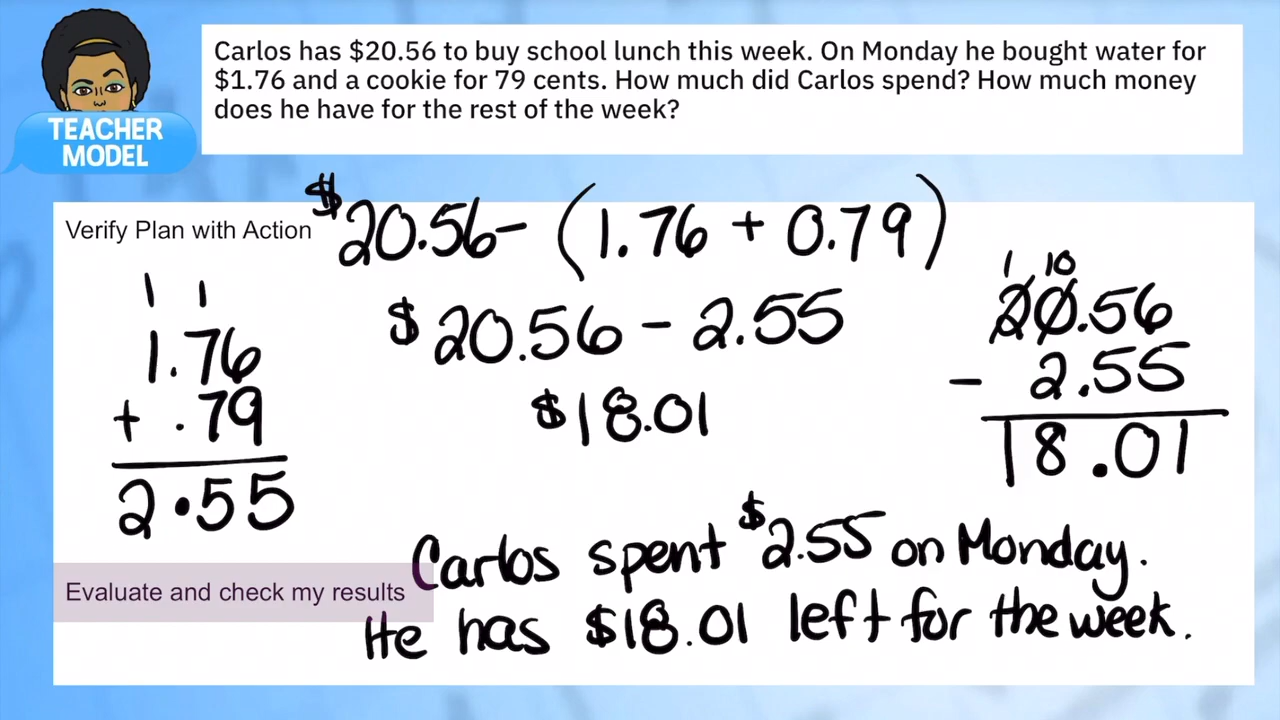 TEACHER
MODEL
Carlos has $20.56 to buy school lunch this week. On Monday he bought water for
$1.76 and a cookie for 79 cents. How much did Carlos spend? How much money
does he have for the rest of the week?
Verify Plan with Action
$20.56 - (1.76 + 0.79)
$20.56 - 2.55
$18.01
1 1
1.76
+ .79
2.55
1 10
20.56
- 2.55
18.01
Evaluate and check my results
Carlos spent $2.55 on Monday.
He has $18.01 left for the week.